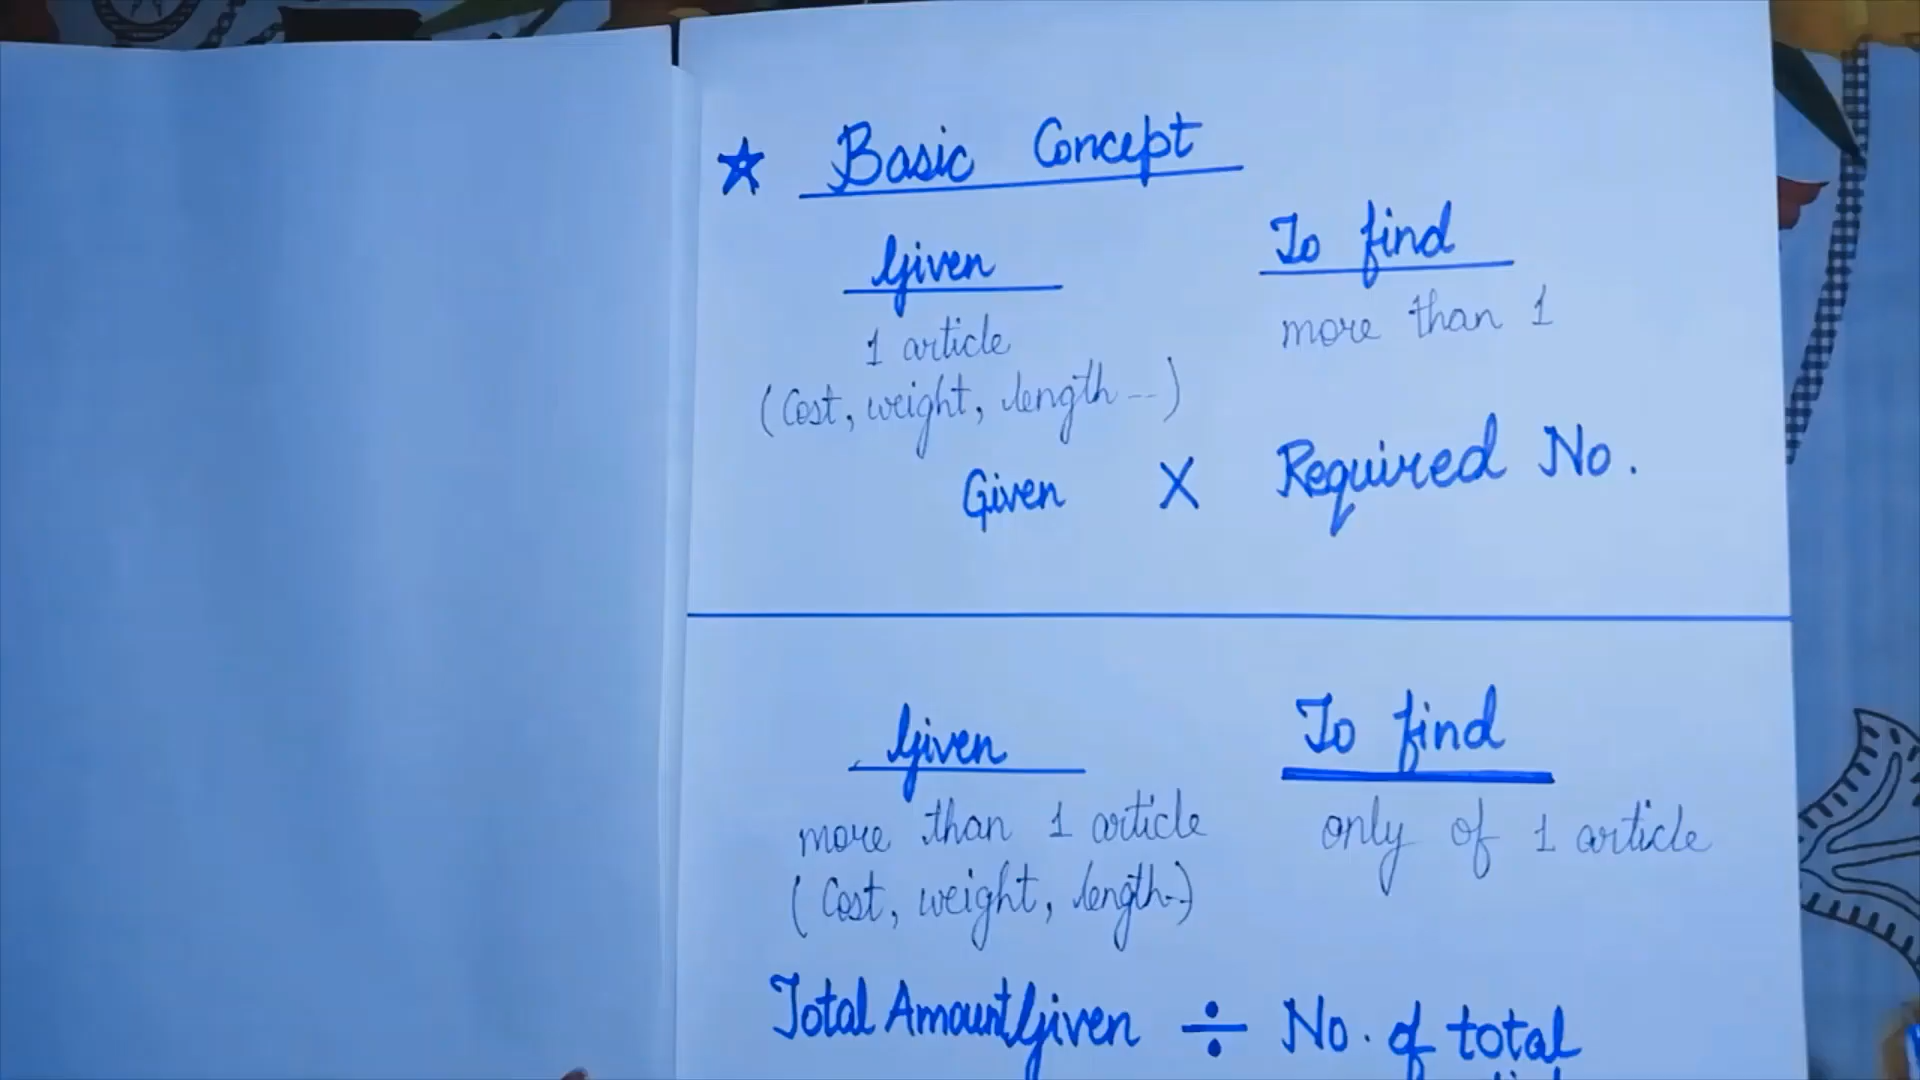 ☆ Basic Concept
Given To find
1 article more than 1
(Cost, weight, length --)
Given X Required No.
Given To find
more than 1 article only of 1 article
(Cost, weight, length..)
Total Amount Given ÷ No. of total